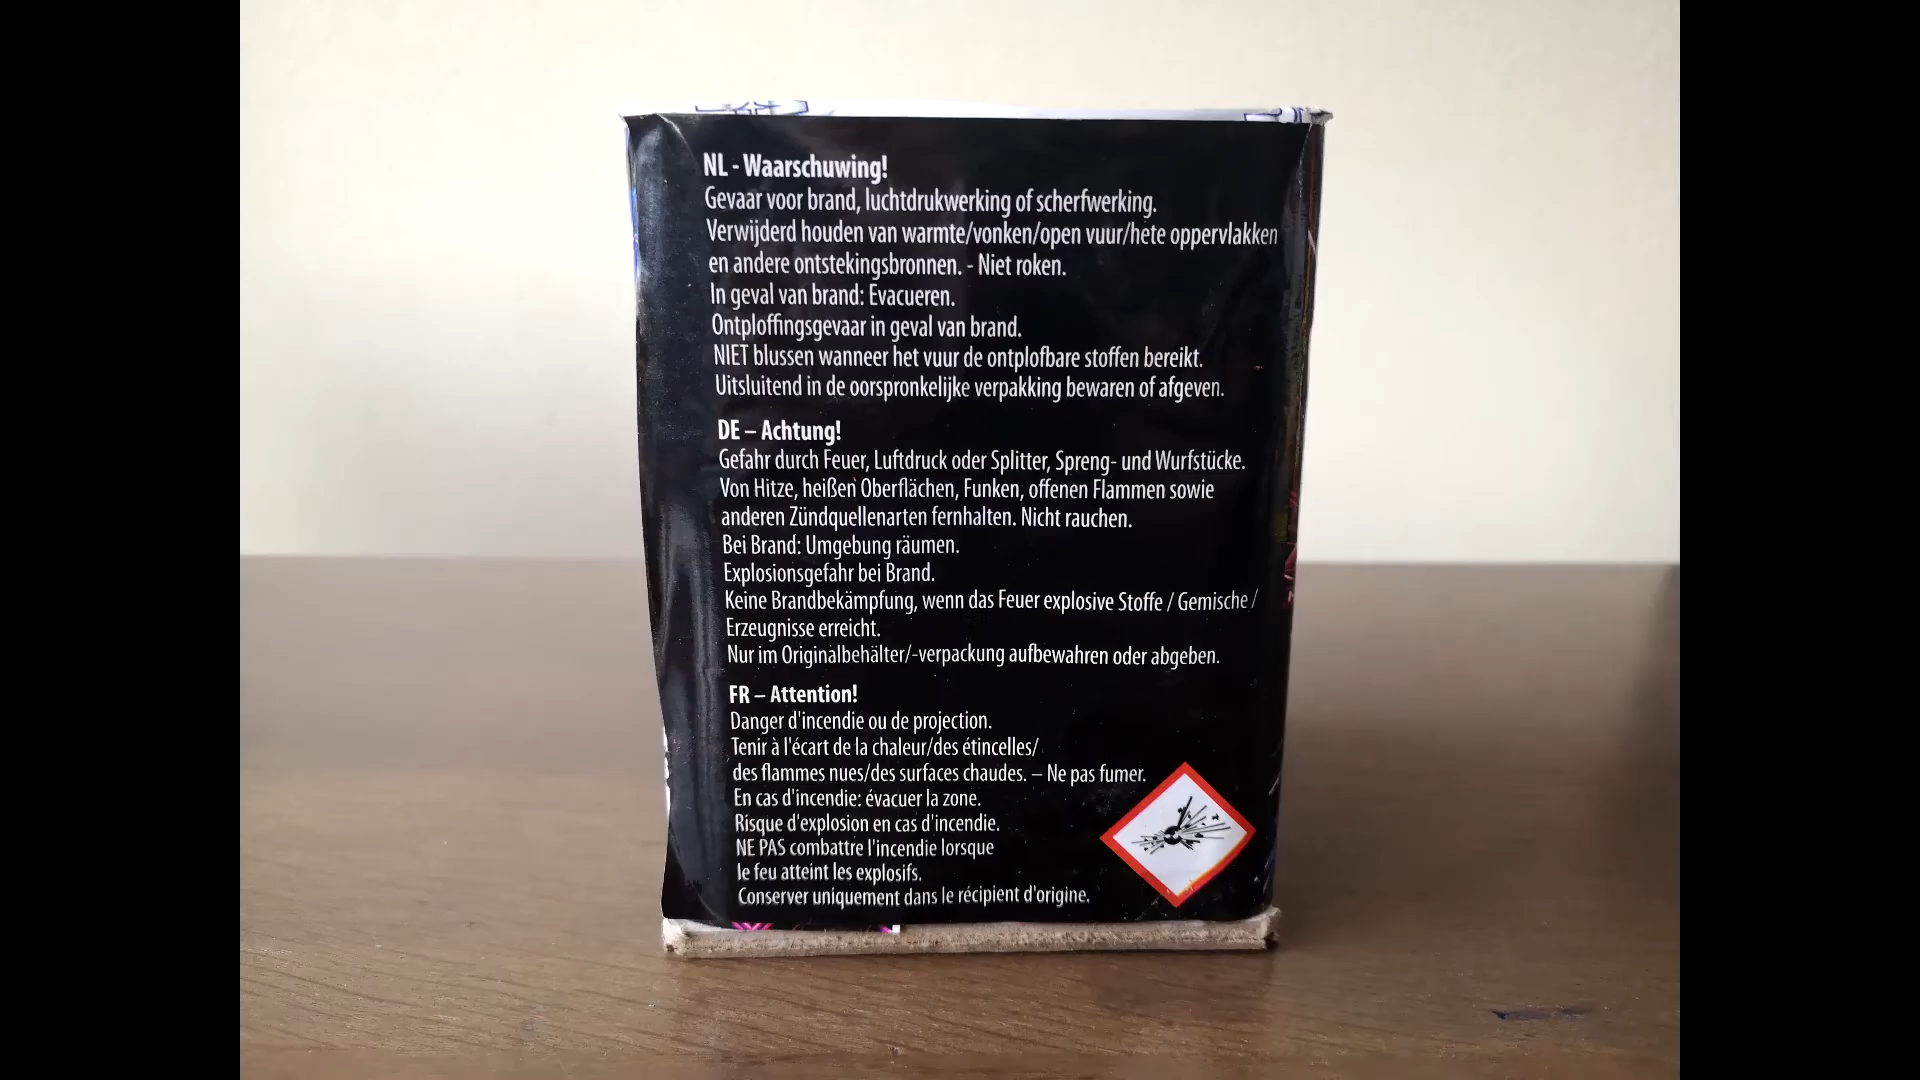 NL - Waarschuwing!
Gevaar voor brand, luchtdrukwerking of scherfwerking.
Verwijderd houden van warmte/vonken/open vuur/hete oppervlakken
en andere ontstekingsbronnen. - Niet roken.
In geval van brand: Evacueren.
Ontploffingsgevaar in geval van brand.
NIET blussen wanneer het vuur de ontplofbare stoffen bereikt.
Uitsluitend in de oorspronkelijke verpakking bewaren of afgeven.
DE – Achtung!
Gefahr durch Feuer, Luftdruck oder Splitter, Spreng- und Wurfstücke.
Von Hitze, heißen Oberflächen, Funken, offenen Flammen sowie
anderen Zündquellenarten fernhalten. Nicht rauchen.
Bei Brand: Umgebung räumen.
Explosionsgefahr bei Brand.
Keine Brandbekämpfung, wenn das Feuer explosive Stoffe / Gemische /
Erzeugnisse erreicht.
Nur im Originalbehälter/-verpackung aufbewahren oder abgeben.
FR – Attention!
Danger d'incendie ou de projection.
Tenir à l'écart de la chaleur/des étincelles/
des flammes nues/des surfaces chaudes. – Ne pas fumer.
En cas d'incendie: évacuer la zone.
Risque d'explosion en cas d'incendie.
NE PAS combattre l'incendie lorsque
le feu atteint les explosifs.
Conserver uniquement dans le récipient d'origine.